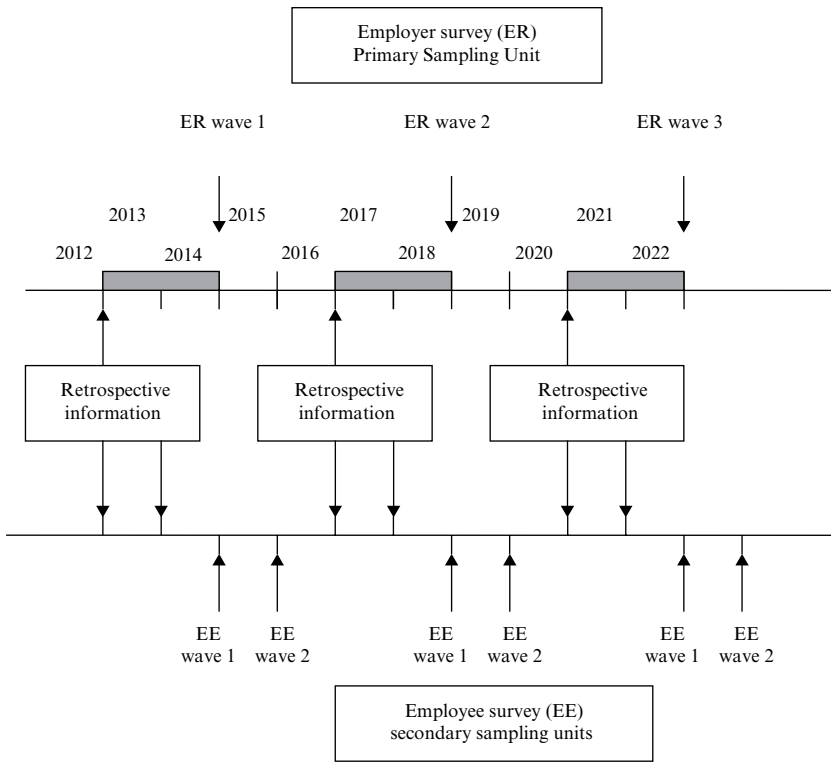 Employer survey (ER)
Primary Sampling Unit
ER wave 1
ER wave 2
ER wave 3
2013
2015
2017
2019
2021
2012
2014
2016
2018
2020
2022
Retrospective
information
Retrospective
information
Retrospective
information
EE
wave 1
EE
wave 2
EE
wave 1
EE
wave 2
EE
wave 1
EE
wave 2
Employee survey (EE)
secondary sampling units